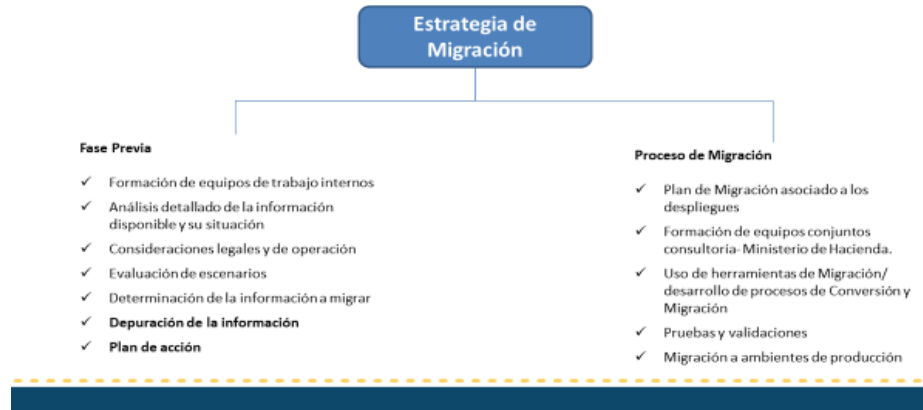 Estrategia de
Migración
Fase Previa
✓ Formación de equipos de trabajo internos
✓ Análisis detallado de la información
disponible y su situación
✓ Consideraciones legales y de operación
✓ Evaluación de escenarios
✓ Determinación de la información a migrar
✓ Depuración de la información
✓ Plan de acción
Proceso de Migración
✓ Plan de Migración asociado a los
despliegues
✓ Formación de equipos conjuntos
consultoría- Ministerio de Hacienda.
✓ Uso de herramientas de Migración/
desarrollo de procesos de Conversión y
Migración
✓ Pruebas y validaciones
✓ Migración a ambientes de producción